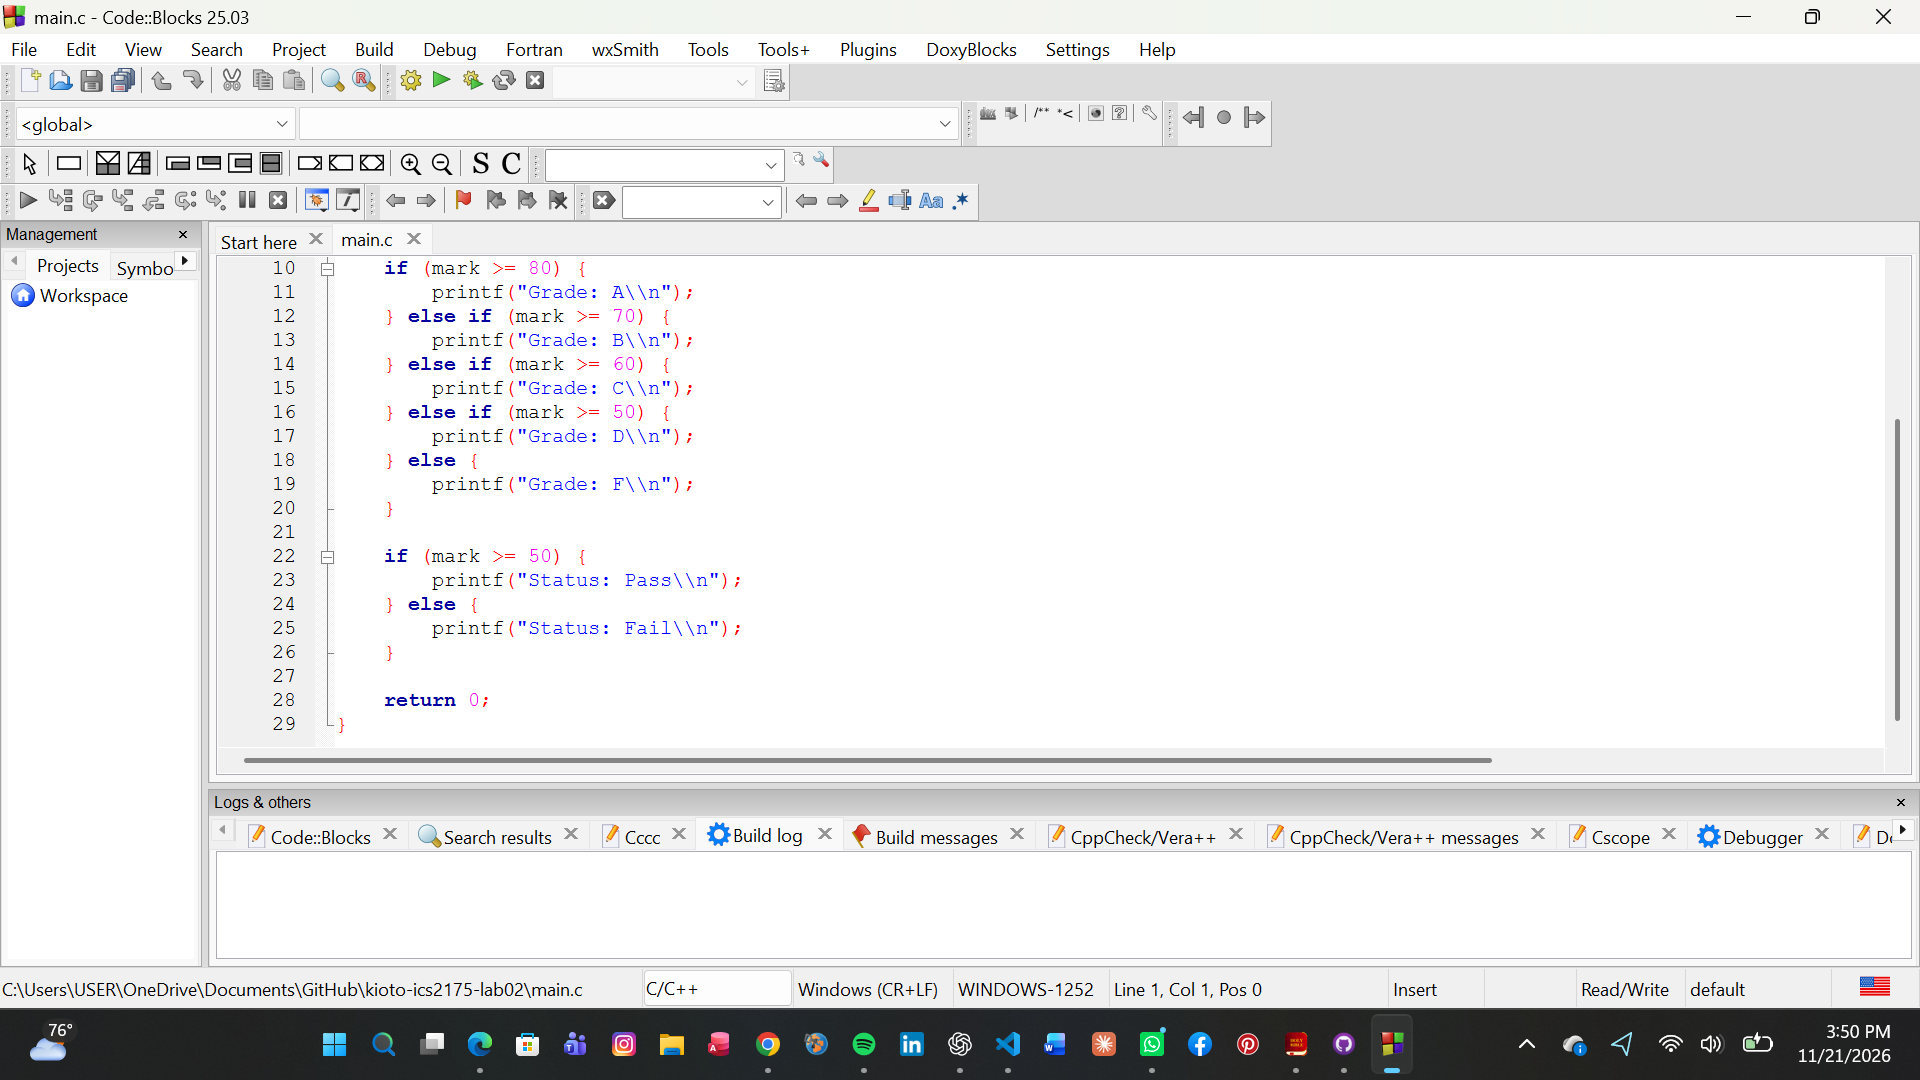 main.c - Code::Blocks 25.03
File Edit View Search Project Build Debug Fortran wxSmith Tools Tools+ Plugins DoxyBlocks Settings Help
<global>
/** *<
S C
Aa .*
Management
Projects Symbo
Workspace
Start here main.c
10 if (mark >= 80) {
11 printf("Grade: A\\n");
12 } else if (mark >= 70) {
13 printf("Grade: B\\n");
14 } else if (mark >= 60) {
15 printf("Grade: C\\n");
16 } else if (mark >= 50) {
17 printf("Grade: D\\n");
18 } else {
19 printf("Grade: F\\n");
20 }
21
22 if (mark >= 50) {
23 printf("Status: Pass\\n");
24 } else {
25 printf("Status: Fail\\n");
26 }
27
28 return 0;
29 }
Logs & others
Code::Blocks Search results Cccc Build log Build messages CppCheck/Vera++ CppCheck/Vera++ messages Cscope Debugger
C:\Users\USER\OneDrive\Documents\GitHub\kioto-ics2175-lab02\main.c C/C++ Windows (CR+LF) WINDOWS-1252 Line 1, Col 1, Pos 0 Insert Read/Write default
76°
3:50 PM
11/21/2026